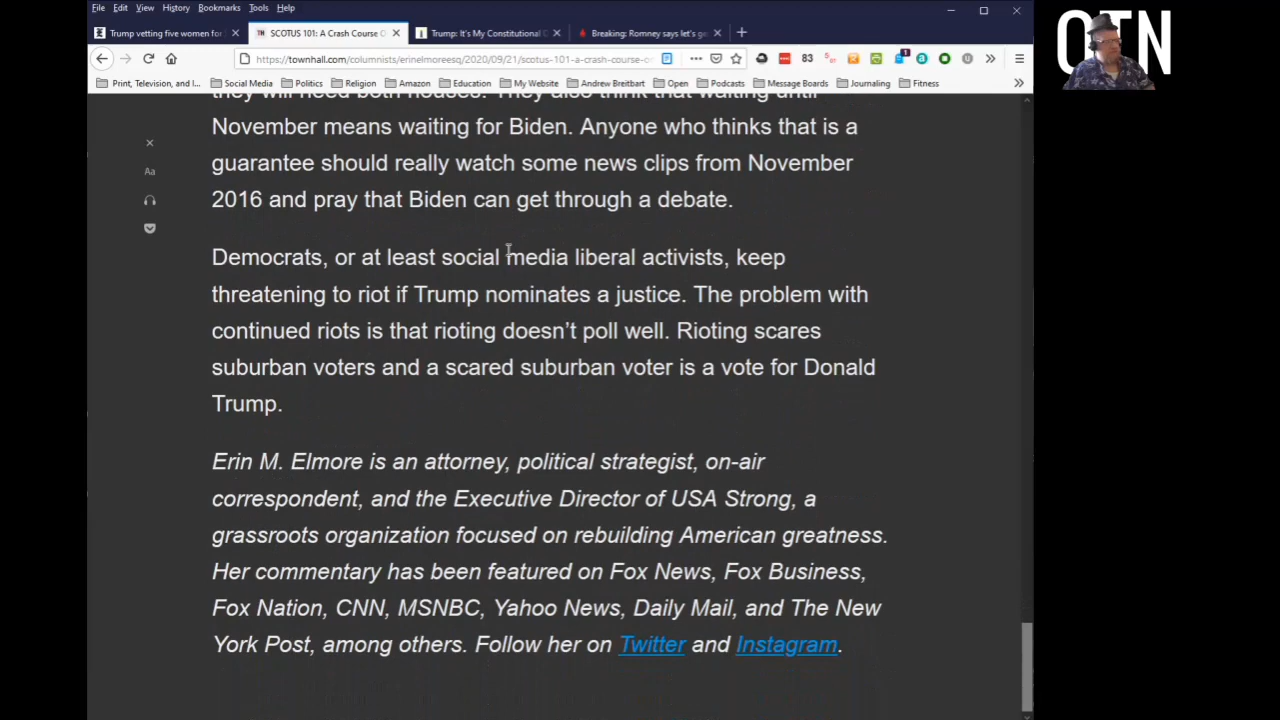 File Edit View History Bookmarks Tools Help
Trump vetting five women for
SCOTUS 101: A Crash Course O
Trump: It's My Constitutional D
Breaking: Romney says let's ge
https://townhall.com/columnists/erinelmoreesq/2020/09/21/scotus-101-a-crash-course-o
83
1
Print, Television, and I...
Social Media
Politics
Religion
Amazon
Education
My Website
Andrew Breitbart
Open
Podcasts
Message Boards
Journaling
Fitness
OTN
they will need both houses. They also think that waiting until
November means waiting for Biden. Anyone who thinks that is a
guarantee should really watch some news clips from November
2016 and pray that Biden can get through a debate.
Aa
Democrats, or at least social media liberal activists, keep
threatening to riot if Trump nominates a justice. The problem with
continued riots is that rioting doesn't poll well. Rioting scares
suburban voters and a scared suburban voter is a vote for Donald
Trump.
Erin M. Elmore is an attorney, political strategist, on-air
correspondent, and the Executive Director of USA Strong, a
grassroots organization focused on rebuilding American greatness.
Her commentary has been featured on Fox News, Fox Business,
Fox Nation, CNN, MSNBC, Yahoo News, Daily Mail, and The New
York Post, among others. Follow her on Twitter and Instagram.